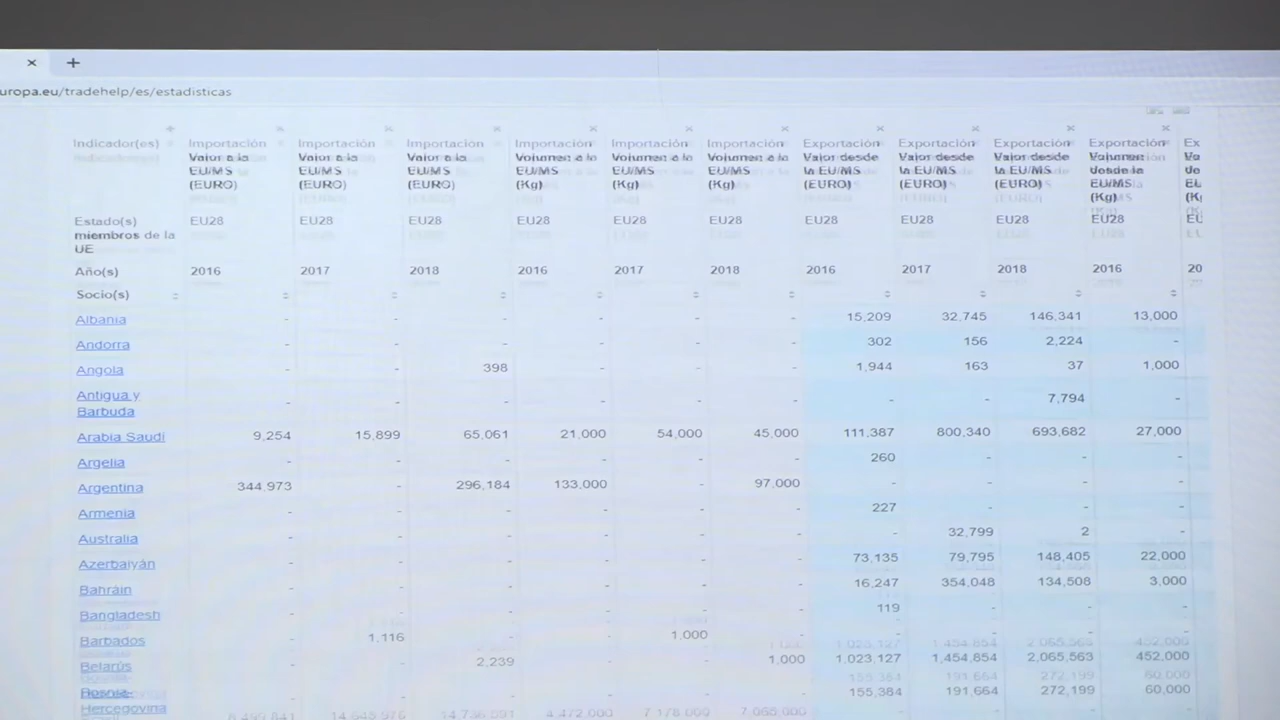 uropa.eu/tradehelp/es/estadisticas
Indicador(es) Importación Importación Importación Importación Importación Importación Exportación Exportación Exportación Exportación Ex
Valor a la Valor a la Valor a la Volumen a la Volumen a la Volumen a la Valor desde Valor desde Valor desde Volumen
EU/MS EU/MS EU/MS EU/MS EU/MS EU/MS la EU/MS la EU/MS la EU/MS desde la
(EURO) (EURO) (EURO) (Kg) (Kg) (Kg) (EURO) (EURO) (EURO) EU/MS
(Kg)
Estado(s) EU28 EU28 EU28 EU28 EU28 EU28 EU28 EU28 EU28 EU28
miembros de la
UE
Año(s) 2016 2017 2018 2016 2017 2018 2016 2017 2018 2016 20
Socio(s)
Albania - - - - - - 15,209 32,745 146,341 13,000
Andorra - - - - - - 302 156 2,224 -
Angola - - 398 - - - 1,944 163 37 1,000
Antigua y
Barbuda - - - - - - - - 7,794 -
Arabia Saudí 9,254 15,899 65,061 21,000 54,000 45,000 111,387 800,340 693,682 27,000
Argelia - - - - - - 260 - - -
Argentina 344,973 - 296,184 133,000 - 97,000 - - - -
Armenia - - - - - - 227 - - -
Australia - - - - - - - 32,799 2 -
Azerbaiyán - - - - - - 73,135 79,795 148,405 22,000
Bahráin - - - - - - 16,247 354,048 134,508 3,000
Bangladesh - - - - - - 119 - - -
Barbados - 1,116 - - 1,000 - - - - -
Belarús - - 2,239 - - 1,000 1,023,127 1,454,854 2,065,563 452,000
Bosnia- - - - - - - 155,384 191,664 272,199 60,000
Hercegovina